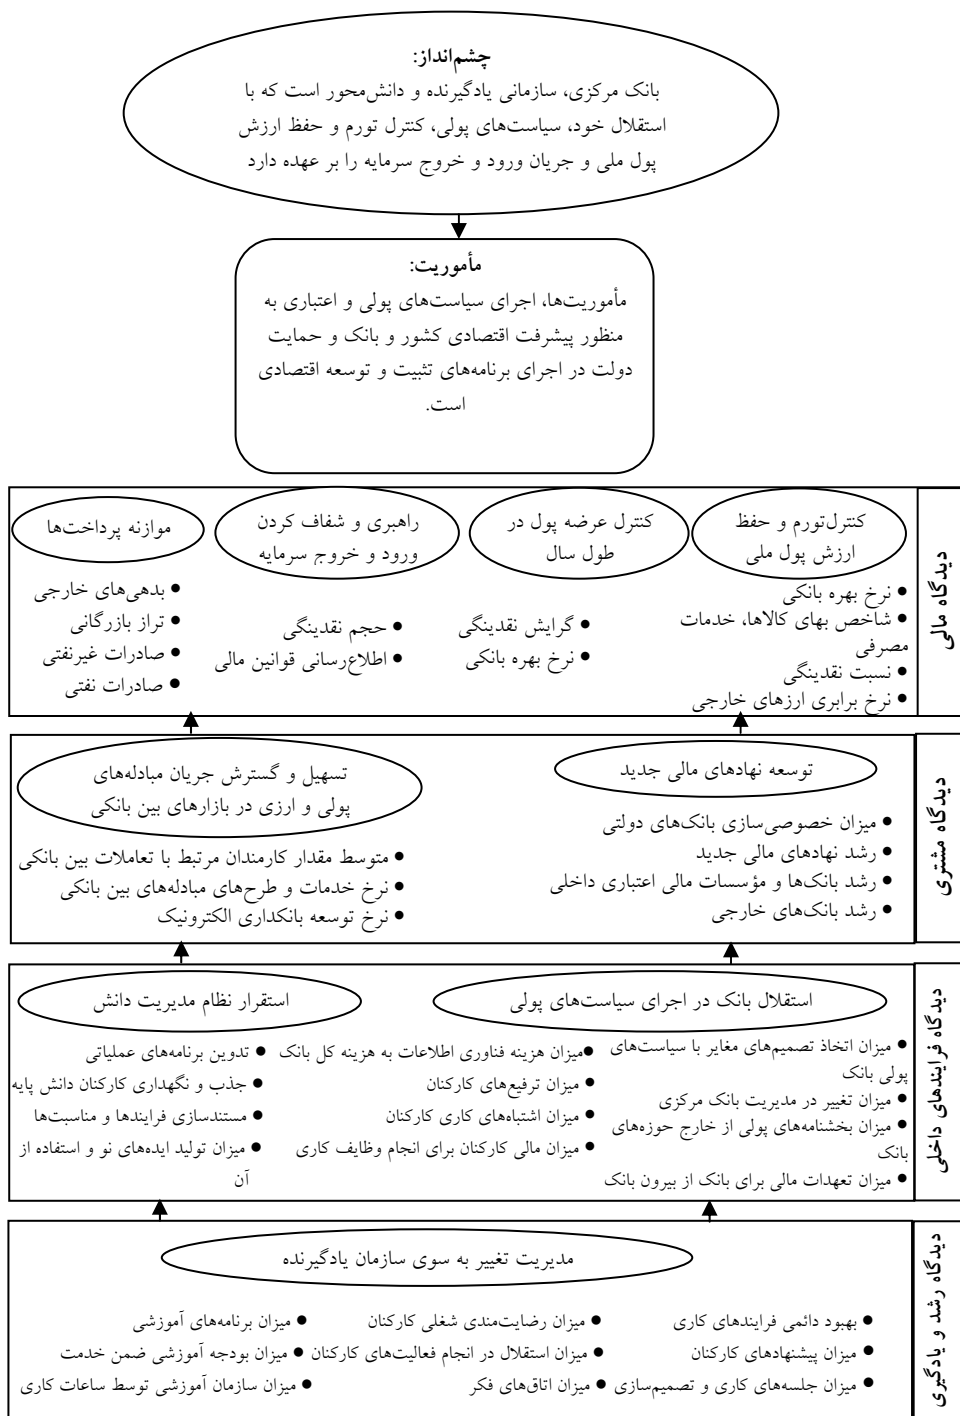 چشم‌انداز:
بانک مرکزی، سازمانی یادگیرنده و دانش‌محور است که با
استقلال خود، سیاست‌های پولی، کنترل تورم و حفظ ارزش
پول ملی و جریان ورود و خروج سرمایه را بر عهده دارد
مأموریت:
مأموریت‌ها، اجرای سیاست‌های پولی و اعتباری به
منظور پیشرفت اقتصادی کشور و بانک و حمایت
دولت در اجرای برنامه‌های تثبیت و توسعه اقتصادی
است.
دیدگاه مالی
کنترل‌تورم و حفظ
ارزش پول ملی
● نرخ بهره بانکی
● شاخص بهای کالاها، خدمات
مصرفی
● نسبت نقدینگی
● نرخ برابری ارزهای خارجی
کنترل عرضه پول در
طول سال
● گرایش نقدینگی
● نرخ بهره بانکی
راهبری و شفاف کردن
ورود و خروج سرمایه
● حجم نقدینگی
● اطلاع‌رسانی قوانین مالی
موازنه پرداخت‌ها
● بدهی‌های خارجی
● تراز بازرگانی
● صادرات غیرنفتی
● صادرات نفتی
دیدگاه مشتری
توسعه نهادهای مالی جدید
● میزان خصوصی‌سازی بانک‌های دولتی
● رشد نهادهای مالی جدید
● رشد بانک‌ها و مؤسسات مالی اعتباری داخلی
● رشد بانک‌های خارجی
تسهیل و گسترش جریان مبادله‌های
پولی و ارزی در بازارهای بین بانکی
● متوسط مقدار کارمندان مرتبط با تعاملات بین بانکی
● نرخ خدمات و طرح‌های مبادله‌های بین بانکی
● نرخ توسعه بانکداری الکترونیک
دیدگاه فرایندهای داخلی
استقلال بانک در اجرای سیاست‌های پولی
● میزان اتخاذ تصمیم‌های مغایر با سیاست‌های
پولی بانک
● میزان تغییر در مدیریت بانک مرکزی
● میزان بخشنامه‌های پولی از خارج حوزه‌های
بانک
● میزان تعهدات مالی برای بانک از بیرون بانک
استقرار نظام مدیریت دانش
●میزان هزینه فناوری اطلاعات به هزینه کل بانک
● میزان ترفیع‌های کارکنان
● میزان اشتباه‌های کاری کارکنان
● میزان مالی کارکنان برای انجام وظایف کاری
● تدوین برنامه‌های عملیاتی
● جذب و نگهداری کارکنان دانش پایه
● مستندسازی فرایندها و مناسبت‌ها
● میزان تولید ایده‌های نو و استفاده از
آن
دیدگاه رشد و یادگیری
مدیریت تغییر به سوی سازمان یادگیرنده
● بهبود دائمی فرایندهای کاری
● میزان پیشنهادهای کارکنان
● میزان جلسه‌های کاری و تصمیم‌سازی
● میزان رضایت‌مندی شغلی کارکنان
● میزان استقلال در انجام فعالیت‌های کارکنان
● میزان اتاق‌های فکر
● میزان برنامه‌های آموزشی
● میزان بودجه آموزشی ضمن خدمت
● میزان سازمان آموزشی توسط ساعات کاری